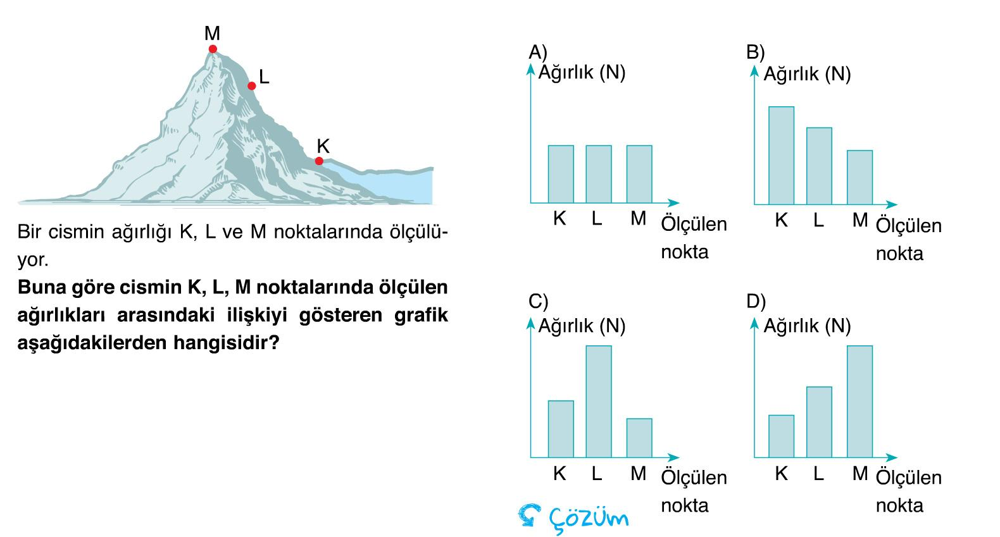 M
L
K
Bir cismin ağırlığı K, L ve M noktalarında ölçülü-
yor.
Buna göre cismin K, L, M noktalarında ölçülen
ağırlıkları arasındaki ilişkiyi gösteren grafik
aşağıdakilerden hangisidir?
A)
Ağırlık (N)
K L M Ölçülen
nokta
B)
Ağırlık (N)
K L M Ölçülen
nokta
C)
Ağırlık (N)
K L M Ölçülen
nokta
D)
Ağırlık (N)
K L M Ölçülen
nokta
Çözüm